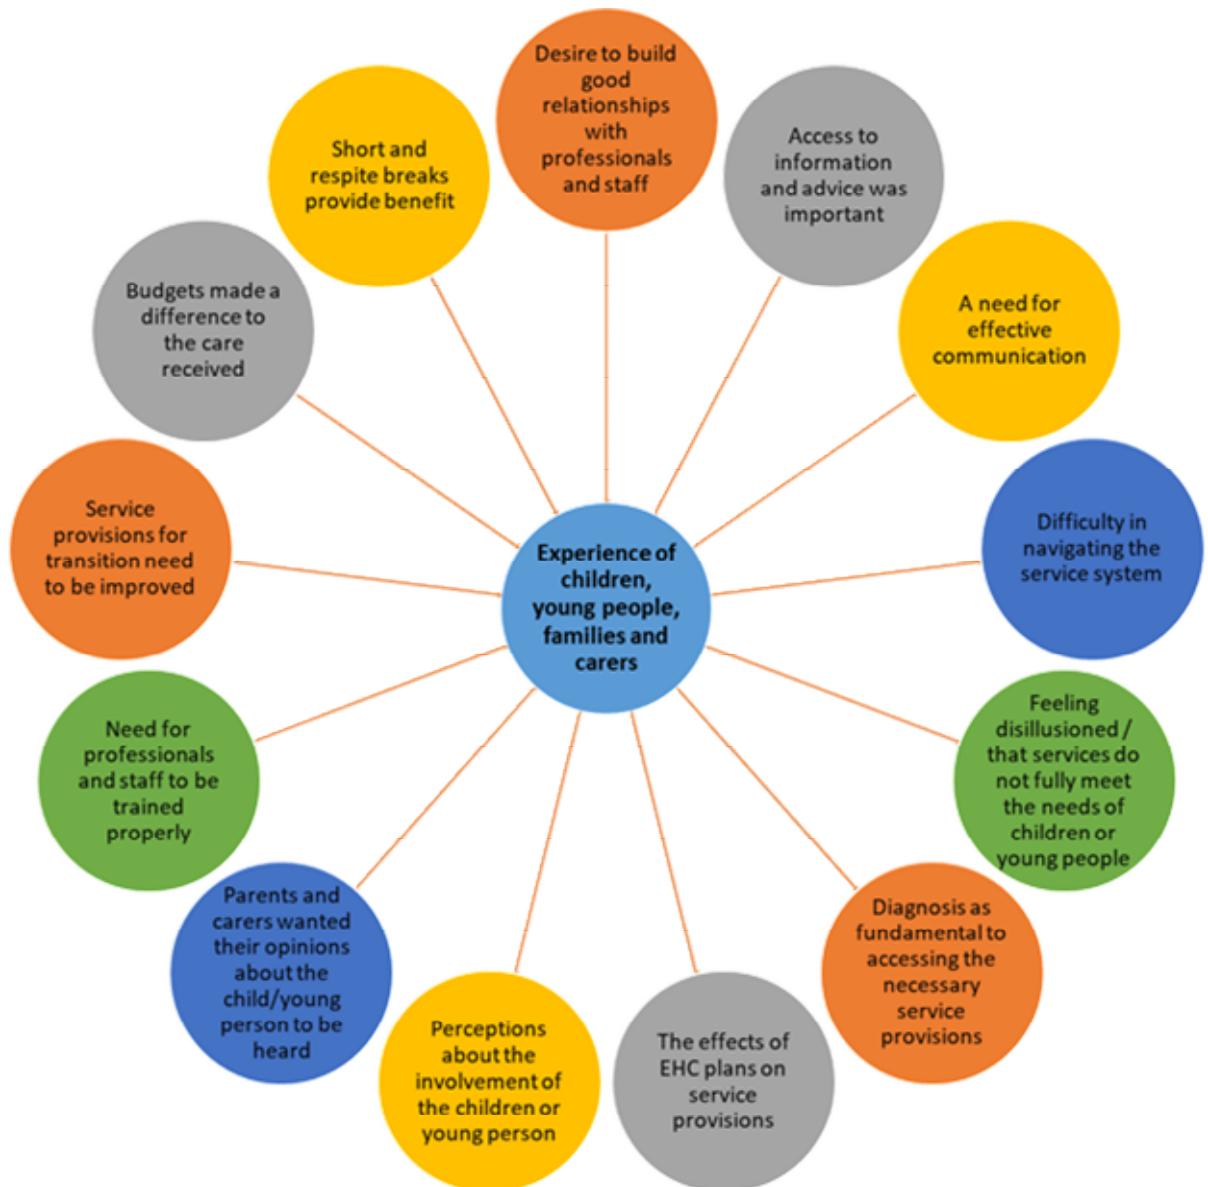 Desire to build
good
relationships
with
professionals
and staff
Access to
information
and advice was
important
A need for
effective
communication
Difficulty in
navigating the
service system
Feeling
disillusioned /
that services do
not fully meet
the needs of
children or
young people
Diagnosis as
fundamental to
accessing the
necessary
service
provisions
The effects of
EHC plans on
service
provisions
Perceptions
about the
involvement of
the children or
young person
Parents and
carers wanted
their opinions
about the
child/young
person to be
heard
Need for
professionals
and staff to be
trained
properly
Service
provisions for
transition need
to be improved
Budgets made a
difference to
the care
received
Short and
respite breaks
provide benefit
Experience of
children,
young people,
families and
carers